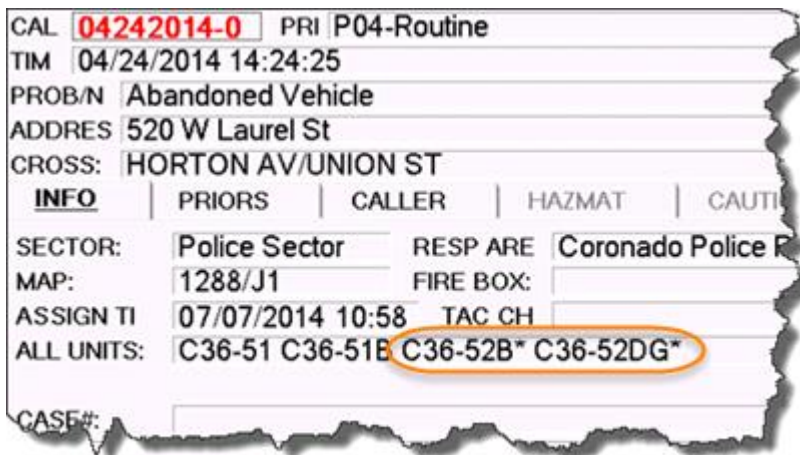 CAL 04242014-0 PRI P04-Routine
TIM 04/24/2014 14:24:25
PROB/N Abandoned Vehicle
ADDRES 520 W Laurel St
CROSS: HORTON AV/UNION ST
INFO PRIORS CALLER HAZMAT CAUTI
SECTOR: Police Sector RESP ARE Coronado Police
MAP: 1288/J1 FIRE BOX:
ASSIGN TI 07/07/2014 10:58 TAC CH
ALL UNITS: C36-51 C36-51B C36-52B* C36-52DG*
CASE#: